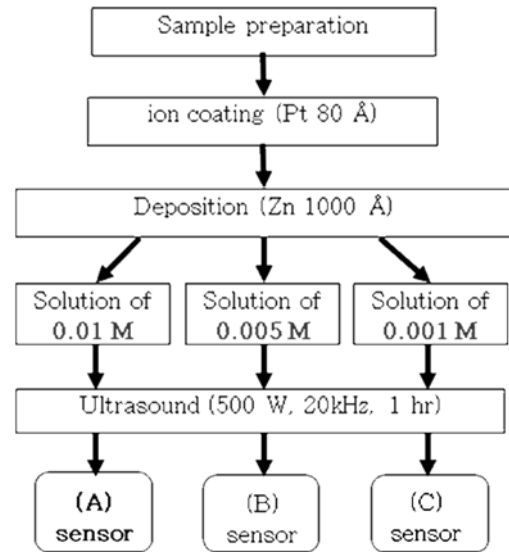 Sample preparation
ion coating (Pt 80 Å)
Deposition (Zn 1000 Å)
Solution of
0.01 M
Solution of
0.005 M
Solution of
0.001 M
Ultrasound (500 W, 20kHz, 1 hr)
(A)
sensor
(B)
sensor
(C)
sensor